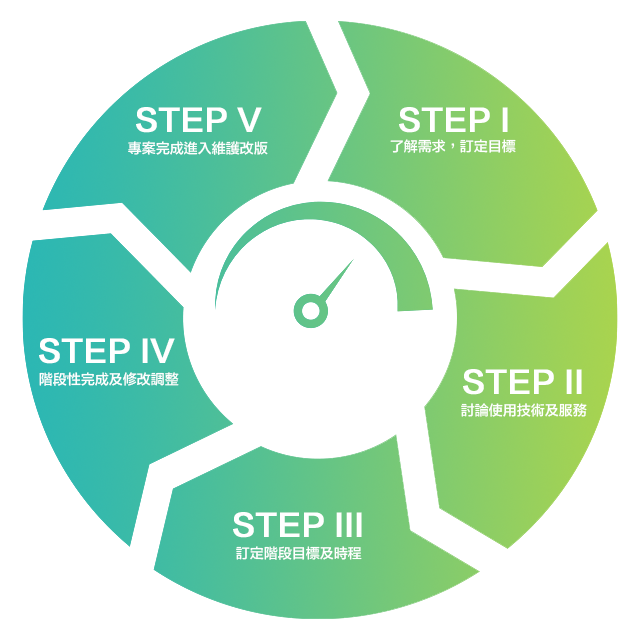 STEP I
了解需求，訂定目標
STEP II
討論使用技術及服務
STEP III
訂定階段目標及時程
STEP IV
階段性完成及修改調整
STEP V
專案完成進入維護改版